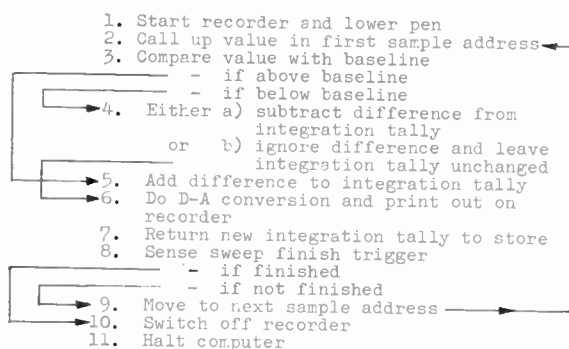 1. Start recorder and lower pen
2. Call up value in first sample address
3. Compare value with baseline
- if above baseline
- if below baseline
4. Either a) subtract difference from
integration tally
or b) ignore difference and leave
integration tally unchanged
5. Add difference to integration tally
6. Do D-A conversion and print out on
recorder
7. Return new integration tally to store
8. Sense sweep finish trigger
- if finished
- if not finished
9. Move to next sample address
10. Switch off recorder
11. Halt computer